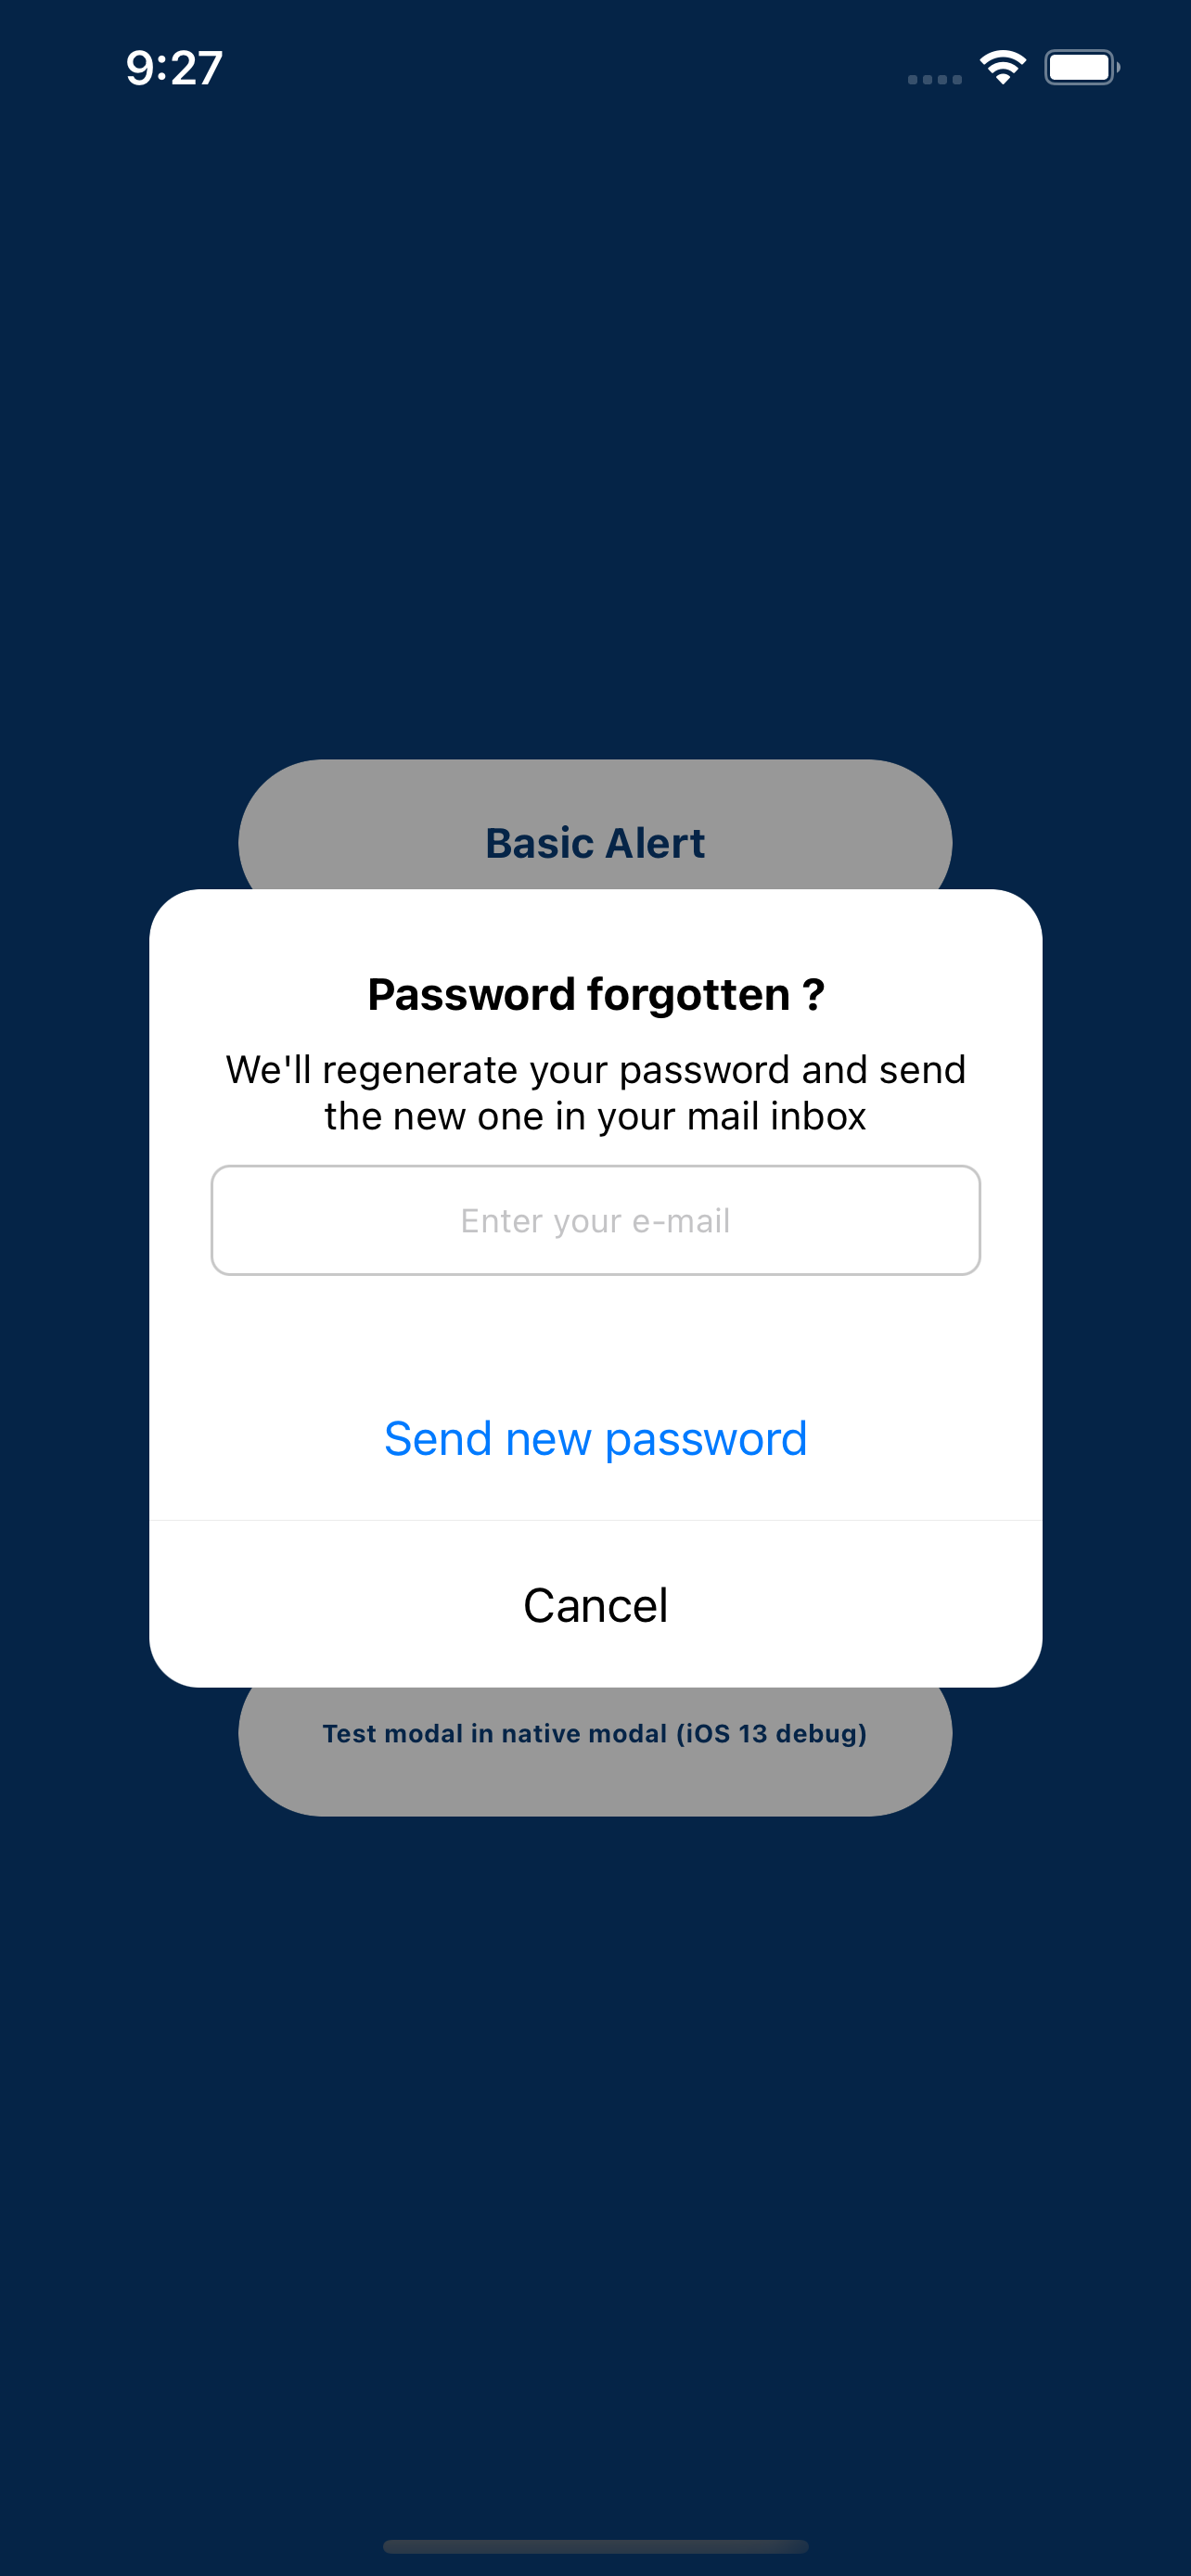 9:27
Basic Alert
Password forgotten ?
We'll regenerate your password and send
the new one in your mail inbox
Enter your e-mail
Send new password
Cancel
Test modal in native modal (iOS 13 debug)